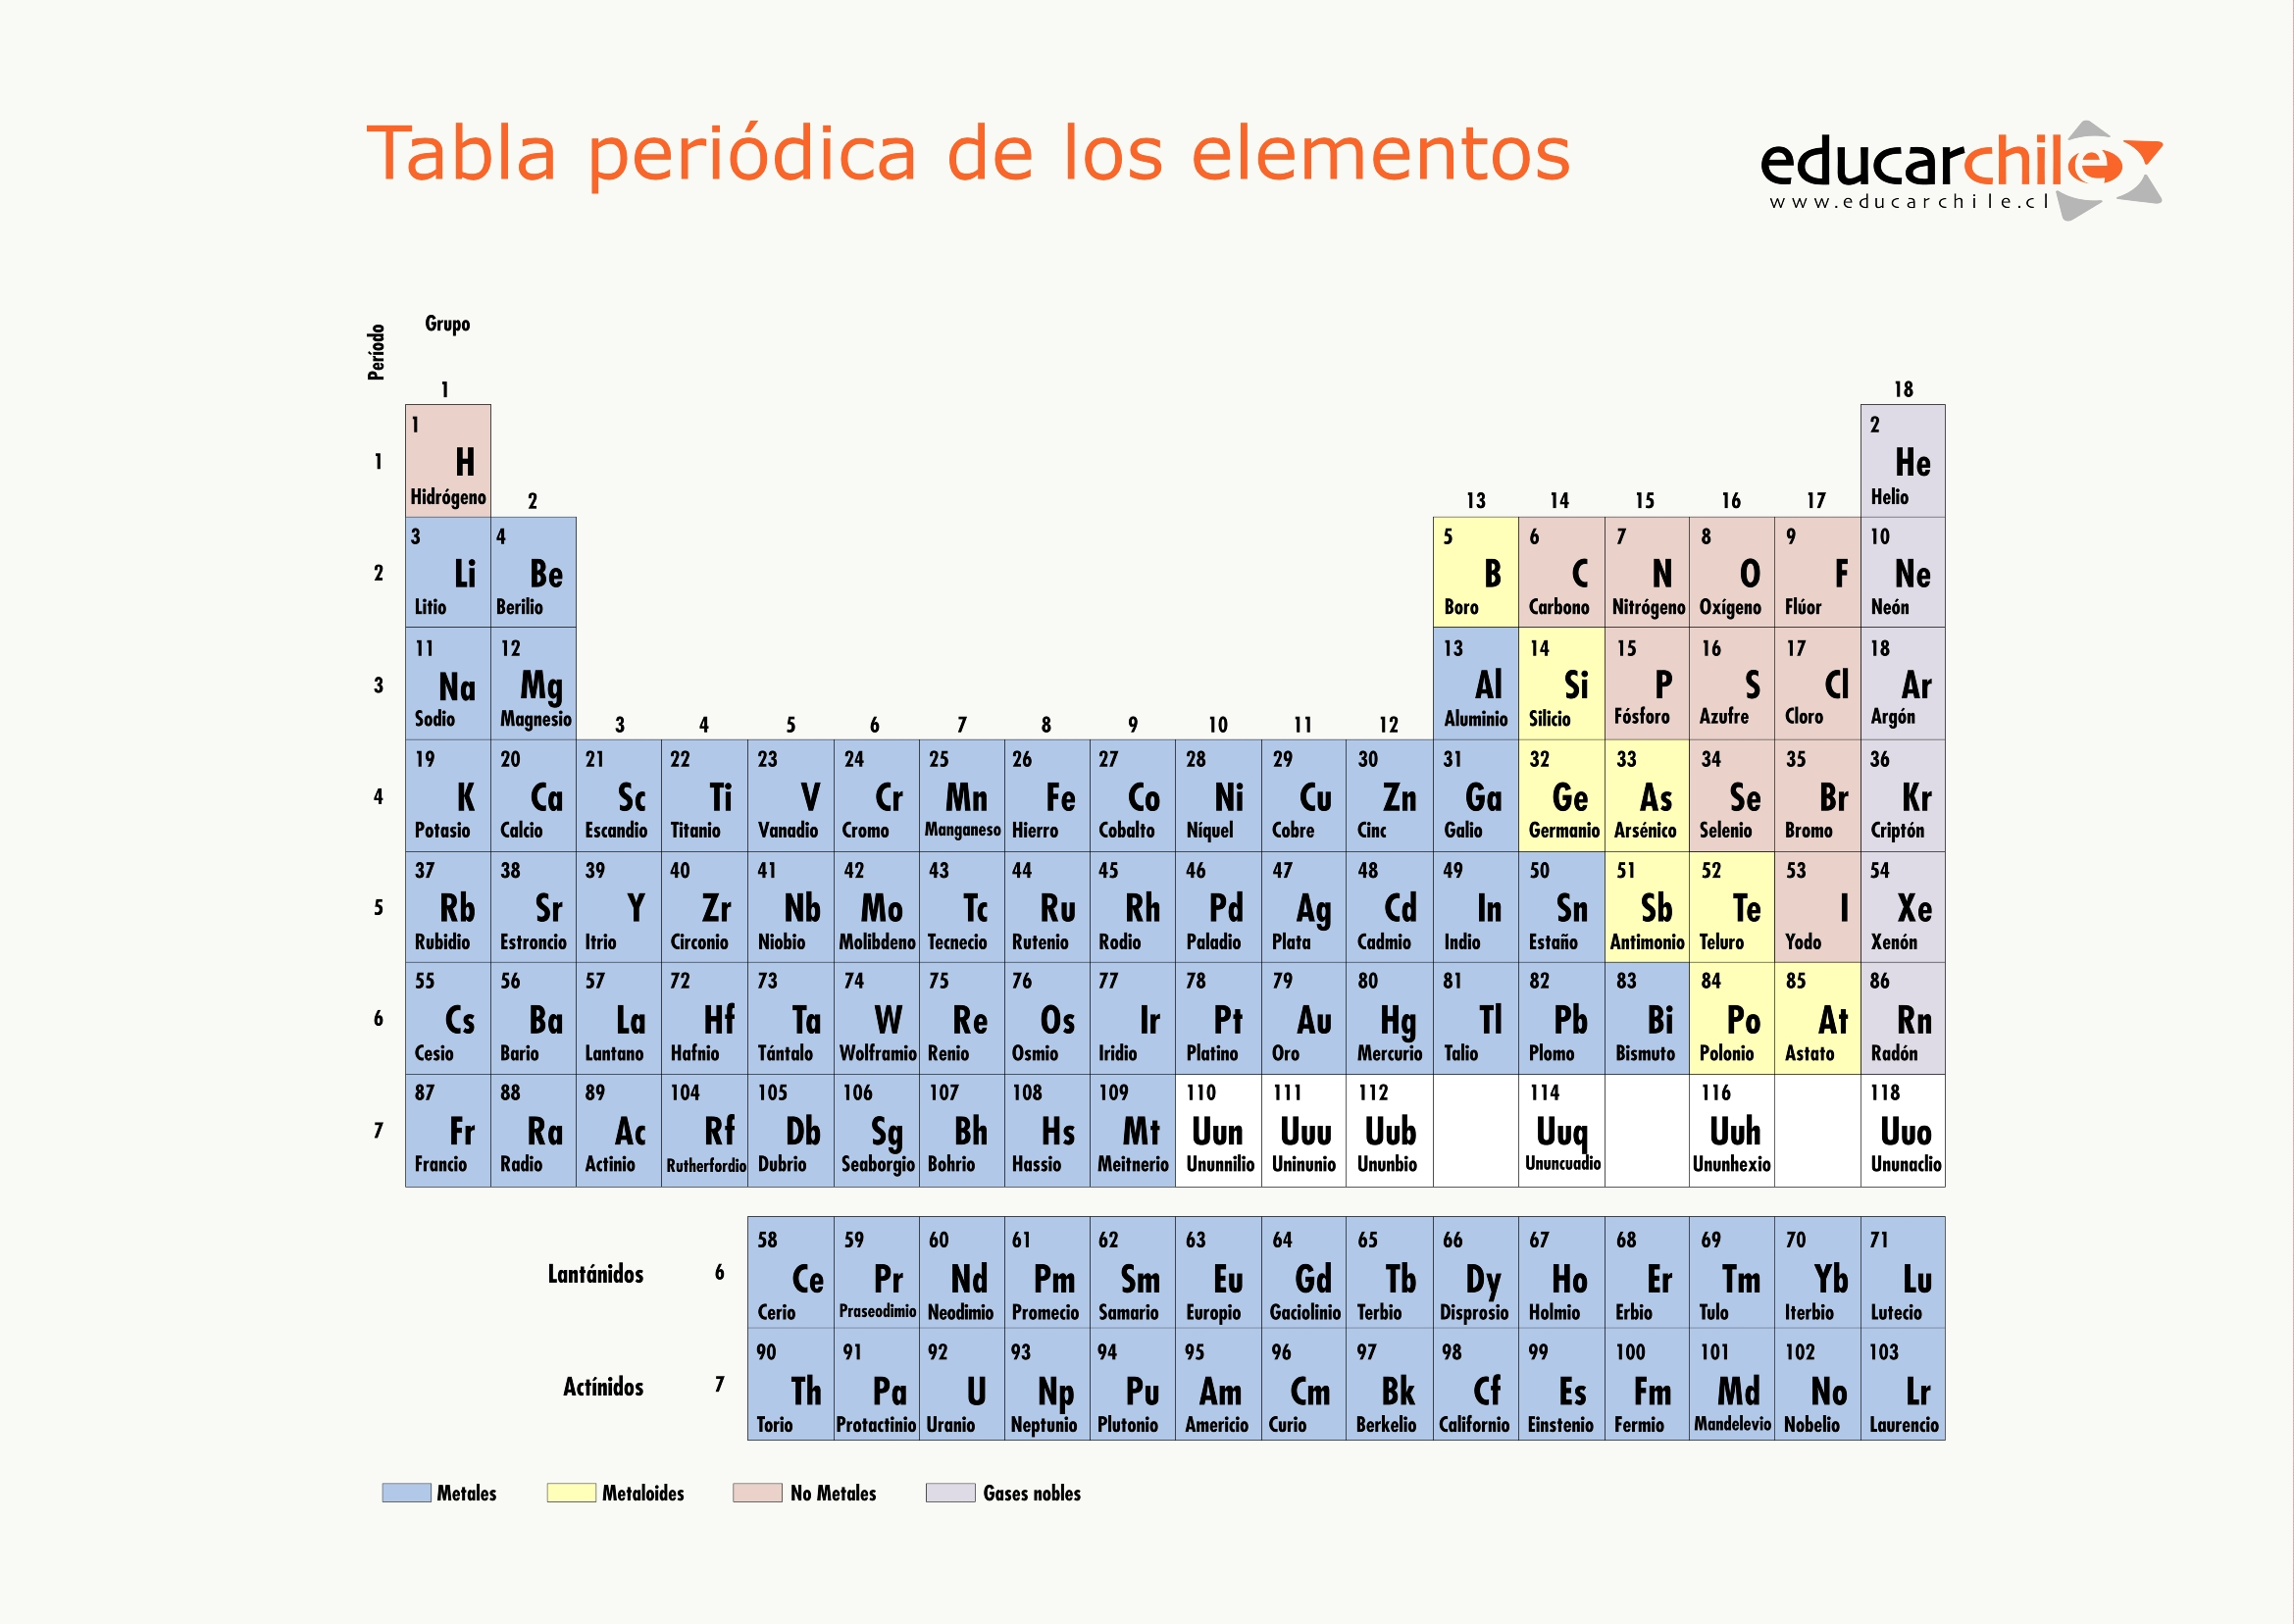 Tabla periódica de los elementos
educarchile
www.educarchile.cl
Grupo
Período
1 18
1 2
1 H He
Hidrógeno 2 Helio
13 14 15 16 17
3 4 5 6 7 8 9 10
2 Li Be B C N O F Ne
Litio Berilio Boro Carbono Nitrógeno Oxígeno Flúor Neón
11 12 13 14 15 16 17 18
3 Na Mg Al Si P S Cl Ar
Sodio Magnesio Aluminio Silicio Fósforo Azufre Cloro Argón
3 4 5 6 7 8 9 10 11 12
19 20 21 22 23 24 25 26 27 28 29 30 31 32 33 34 35 36
4 K Ca Sc Ti V Cr Mn Fe Co Ni Cu Zn Ga Ge As Se Br Kr
Potasio Calcio Escandio Titanio Vanadio Cromo Manganeso Hierro Cobalto Níquel Cobre Cinc Galio Germanio Arsénico Selenio Bromo Criptón
37 38 39 40 41 42 43 44 45 46 47 48 49 50 51 52 53 54
5 Rb Sr Y Zr Nb Mo Tc Ru Rh Pd Ag Cd In Sn Sb Te I Xe
Rubidio Estroncio Itrio Circonio Niobio Molibdeno Tecnecio Rutenio Rodio Paladio Plata Cadmio Indio Estaño Antimonio Teluro Yodo Xenón
55 56 57 72 73 74 75 76 77 78 79 80 81 82 83 84 85 86
6 Cs Ba La Hf Ta W Re Os Ir Pt Au Hg Tl Pb Bi Po At Rn
Cesio Bario Lantano Hafnio Tántalo Wolframio Renio Osmio Iridio Platino Oro Mercurio Talio Plomo Bismuto Polonio Astato Radón
87 88 89 104 105 106 107 108 109 110 111 112 114 116 118
7 Fr Ra Ac Rf Db Sg Bh Hs Mt Uun Uuu Uub Uuq Uuh Uuo
Francio Radio Actinio Rutherfordio Dubrio Seaborgio Bohrio Hassio Meitnerio Ununnilio Uninunio Ununbio Ununcuadio Ununhexio Ununaclio
58 59 60 61 62 63 64 65 66 67 68 69 70 71
Lantánidos 6 Ce Pr Nd Pm Sm Eu Gd Tb Dy Ho Er Tm Yb Lu
Cerio Praseodimio Neodimio Promecio Samario Europio Gaciolinio Terbio Disprosio Holmio Erbio Tulo Iterbio Lutecio
90 91 92 93 94 95 96 97 98 99 100 101 102 103
Actínidos 7 Th Pa U Np Pu Am Cm Bk Cf Es Fm Md No Lr
Torio Protactinio Uranio Neptunio Plutonio Americio Curio Berkelio Californio Einstenio Fermio Mandelevio Nobelio Laurencio
Metales Metaloides No Metales Gases nobles